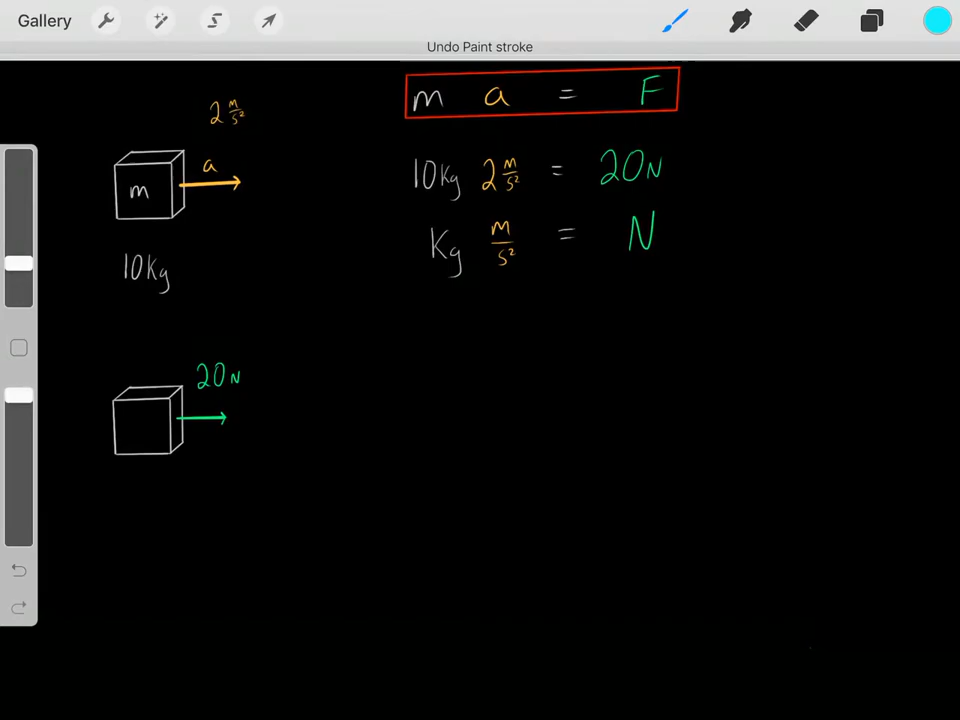 Gallery
Undo Paint stroke
m a = F
2 m/s²
a
m
10Kg 2 m/s² = 20N
Kg m/s² = N
10Kg
20N